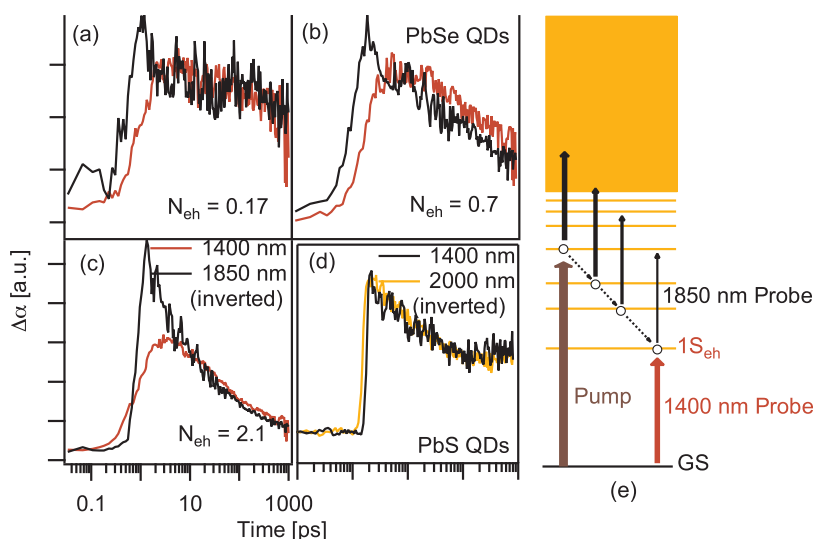 (a)
(b)
PbSe QDs
N_eh = 0.17
N_eh = 0.7
(c)
1400 nm
1850 nm
(inverted)
N_eh = 2.1
(d)
1400 nm
2000 nm
(inverted)
PbS QDs
Δα [a.u.]
0.1
1.0
10
1000
Time [ps]
1850 nm Probe
1S_eh
Pump
1400 nm Probe
GS
(e)